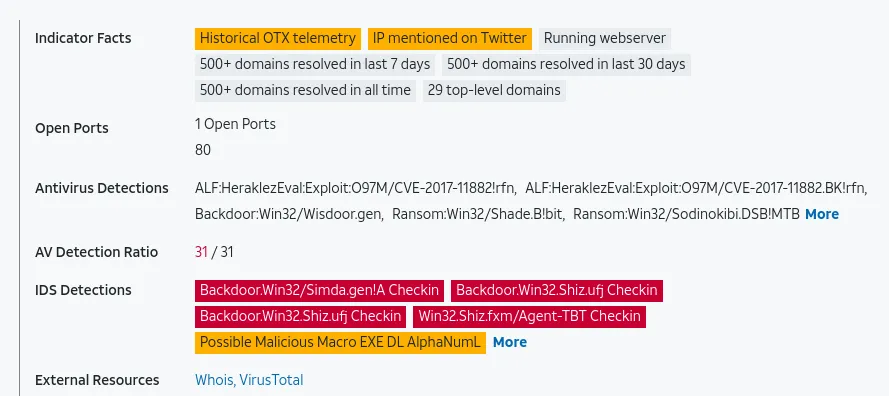 Indicator Facts Historical OTX telemetry IP mentioned on Twitter Running webserver
500+ domains resolved in last 7 days 500+ domains resolved in last 30 days
500+ domains resolved in all time 29 top-level domains
Open Ports 1 Open Ports
80
Antivirus Detections ALF:HeraklezEval:Exploit:O97M/CVE-2017-11882!rfn, ALF:HeraklezEval:Exploit:O97M/CVE-2017-11882.BK!rfn,
Backdoor:Win32/Wisdoor.gen, Ransom:Win32/Shade.B!bit, Ransom:Win32/Sodinokibi.DSB!MTB More
AV Detection Ratio 31 / 31
IDS Detections Backdoor.Win32/Simda.gen!A Checkin Backdoor.Win32.Shiz.ufj Checkin
Backdoor.Win32.Shiz.ufj Checkin Win32.Shiz.fxm/Agent-TBT Checkin
Possible Malicious Macro EXE DL AlphaNumL More
External Resources Whois, VirusTotal